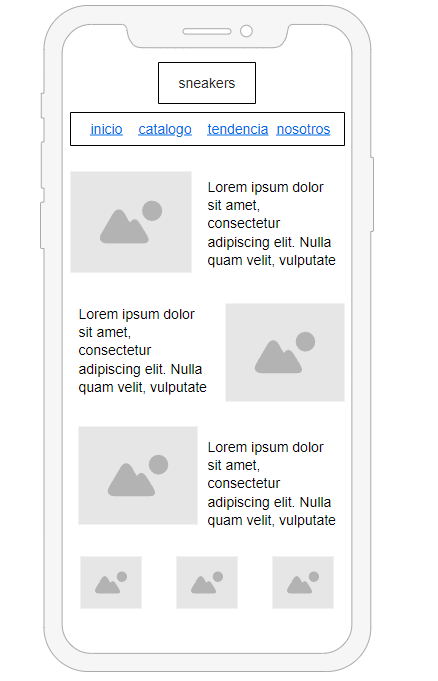 sneakers
inicio catalogo tendencia nosotros
Lorem ipsum dolor
sit amet,
consectetur
adipiscing elit. Nulla
quam velit, vulputate
Lorem ipsum dolor
sit amet,
consectetur
adipiscing elit. Nulla
quam velit, vulputate
Lorem ipsum dolor
sit amet,
consectetur
adipiscing elit. Nulla
quam velit, vulputate